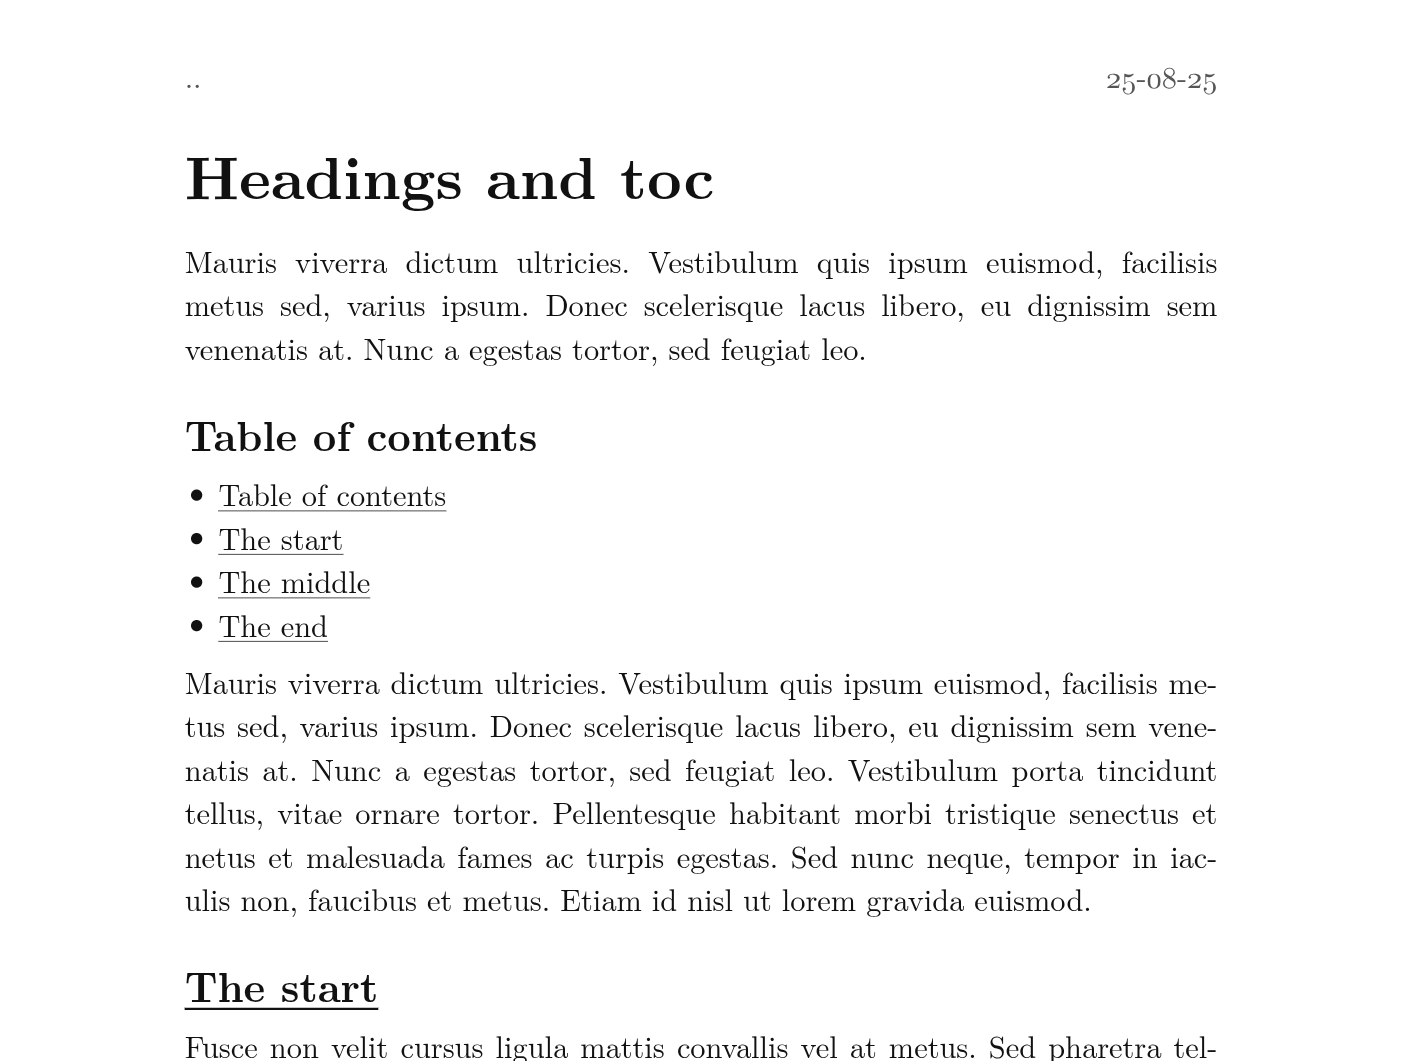 .. 25-08-25
Headings and toc
Mauris viverra dictum ultricies. Vestibulum quis ipsum euismod, facilisis
metus sed, varius ipsum. Donec scelerisque lacus libero, eu dignissim sem
venenatis at. Nunc a egestas tortor, sed feugiat leo.
Table of contents
• Table of contents
• The start
• The middle
• The end
Mauris viverra dictum ultricies. Vestibulum quis ipsum euismod, facilisis me-
tus sed, varius ipsum. Donec scelerisque lacus libero, eu dignissim sem vene-
natis at. Nunc a egestas tortor, sed feugiat leo. Vestibulum porta tincidunt
tellus, vitae ornare tortor. Pellentesque habitant morbi tristique senectus et
netus et malesuada fames ac turpis egestas. Sed nunc neque, tempor in iac-
ulis non, faucibus et metus. Etiam id nisl ut lorem gravida euismod.
The start
Fusce non velit cursus ligula mattis convallis vel at metus. Sed pharetra tel-